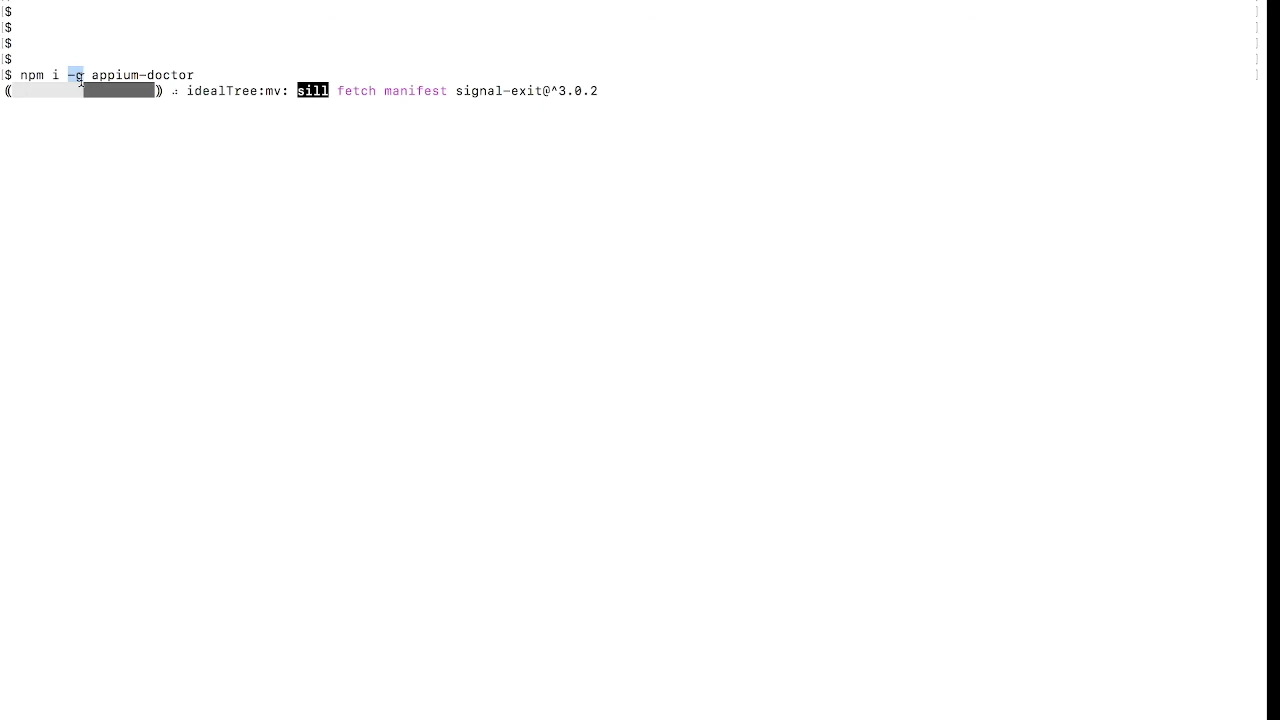 $
$
$
$
$ npm i -g appium-doctor
(( )) ⠴ idealTree:mv: sill fetch manifest signal-exit@^3.0.2